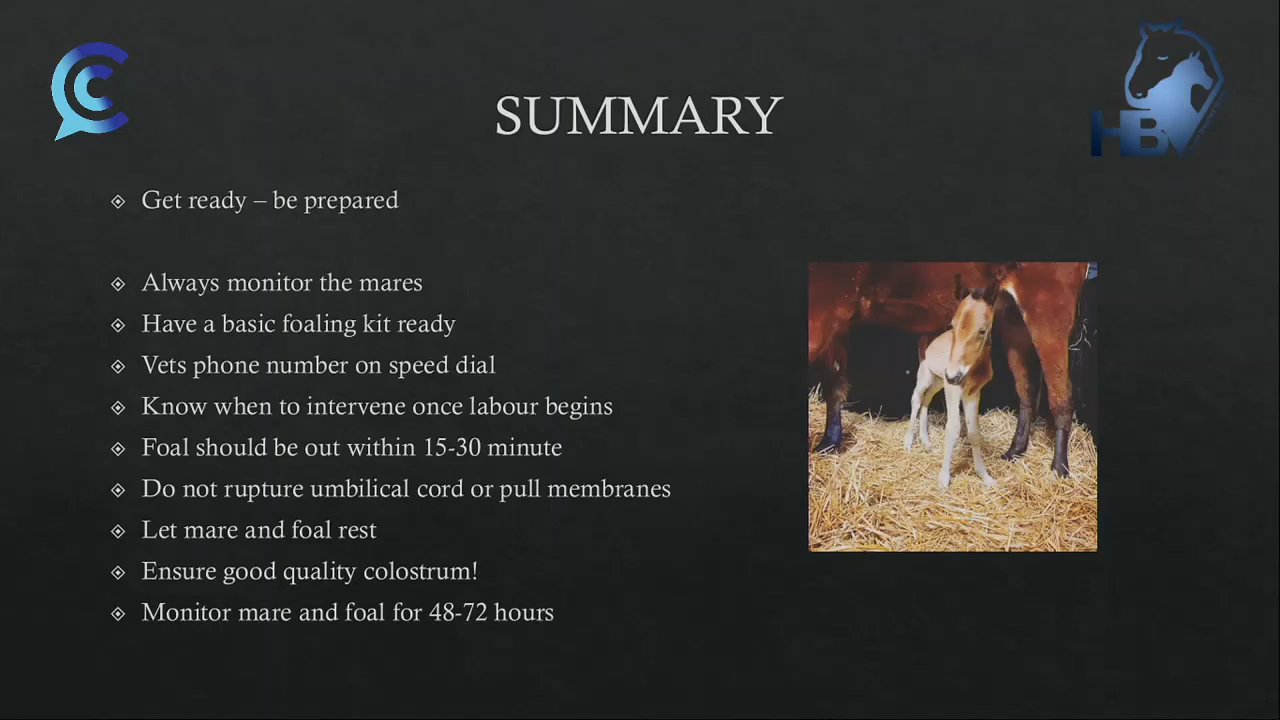 SUMMARY
Get ready – be prepared
Always monitor the mares
Have a basic foaling kit ready
Vets phone number on speed dial
Know when to intervene once labour begins
Foal should be out within 15-30 minute
Do not rupture umbilical cord or pull membranes
Let mare and foal rest
Ensure good quality colostrum!
Monitor mare and foal for 48-72 hours
HBV